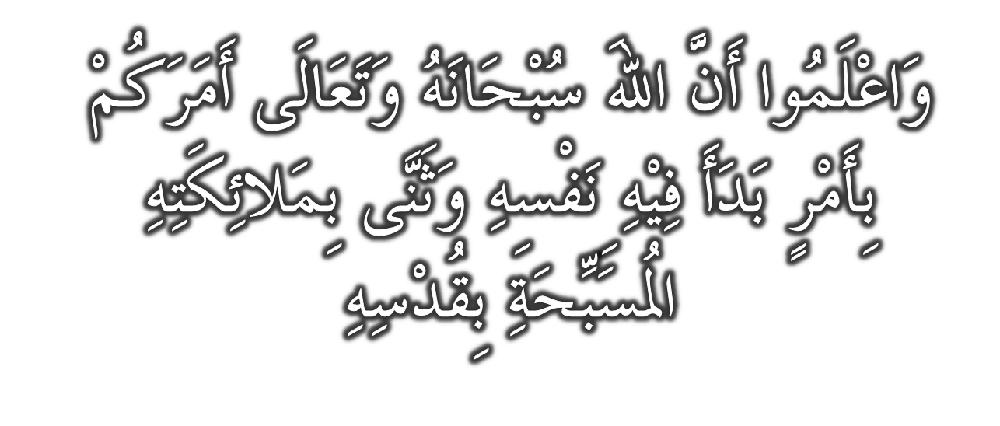 وَاعْلَمُوا أَنَّ اللهَ سُبْحَانَهُ وَتَعَالَى أَمَرَكُمْ
بِأَمْرٍ بَدَأَ فِيْهِ نَفْسهِ وَثَنَّى بِمَلائِكَتِهِ
المُسَبِّحَةِ بِقُدْسِهِ